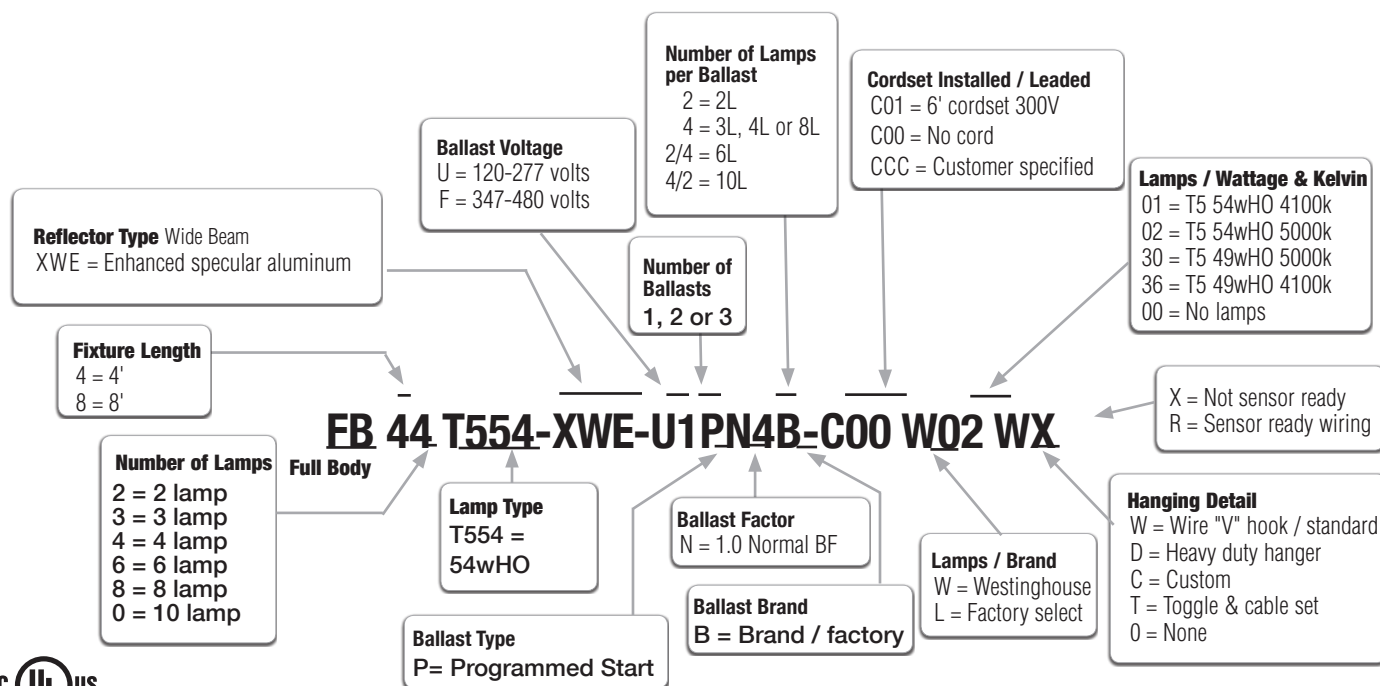 Number of Lamps
per Ballast
2 = 2L
4 = 3L, 4L or 8L
2/4 = 6L
4/2 = 10L
Cordset Installed / Leaded
C01 = 6' cordset 300V
C00 = No cord
CCC = Customer specified
Ballast Voltage
U = 120-277 volts
F = 347-480 volts
Lamps / Wattage & Kelvin
01 = T5 54wHO 4100k
02 = T5 54wHO 5000k
30 = T5 49wHO 5000k
36 = T5 49wHO 4100k
00 = No lamps
Reflector Type Wide Beam
XWE = Enhanced specular aluminum
Number of
Ballasts
1, 2 or 3
Fixture Length
4 = 4'
8 = 8'
X = Not sensor ready
R = Sensor ready wiring
FB 44 T554-XWE-U1PN4B-C00 W02 WX
Full Body
Number of Lamps
2 = 2 lamp
3 = 3 lamp
4 = 4 lamp
6 = 6 lamp
8 = 8 lamp
0 = 10 lamp
Lamp Type
T554 =
54wHO
Ballast Factor
N = 1.0 Normal BF
Lamps / Brand
W = Westinghouse
L = Factory select
Hanging Detail
W = Wire "V" hook / standard
D = Heavy duty hanger
C = Custom
T = Toggle & cable set
0 = None
Ballast Type
P= Programmed Start
Ballast Brand
B = Brand / factory
c UL us